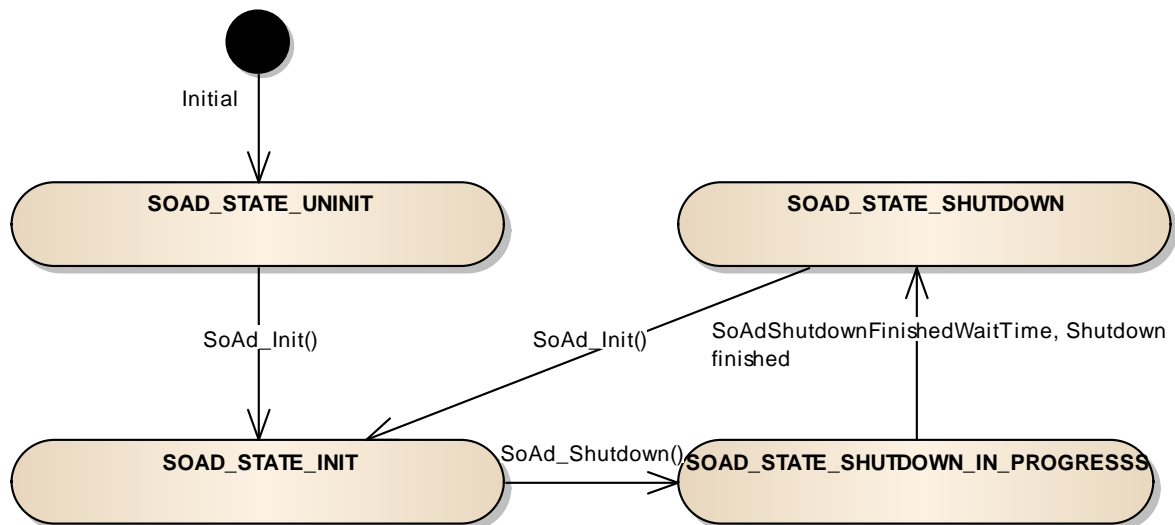 Initial
SOAD_STATE_UNINIT
SOAD_STATE_SHUTDOWN
SoAd_Init()
SoAd_Init()
SoAdShutdownFinishedWaitTime, Shutdown
finished
SOAD_STATE_INIT
SoAd_Shutdown()
SOAD_STATE_SHUTDOWN_IN_PROGRESSS